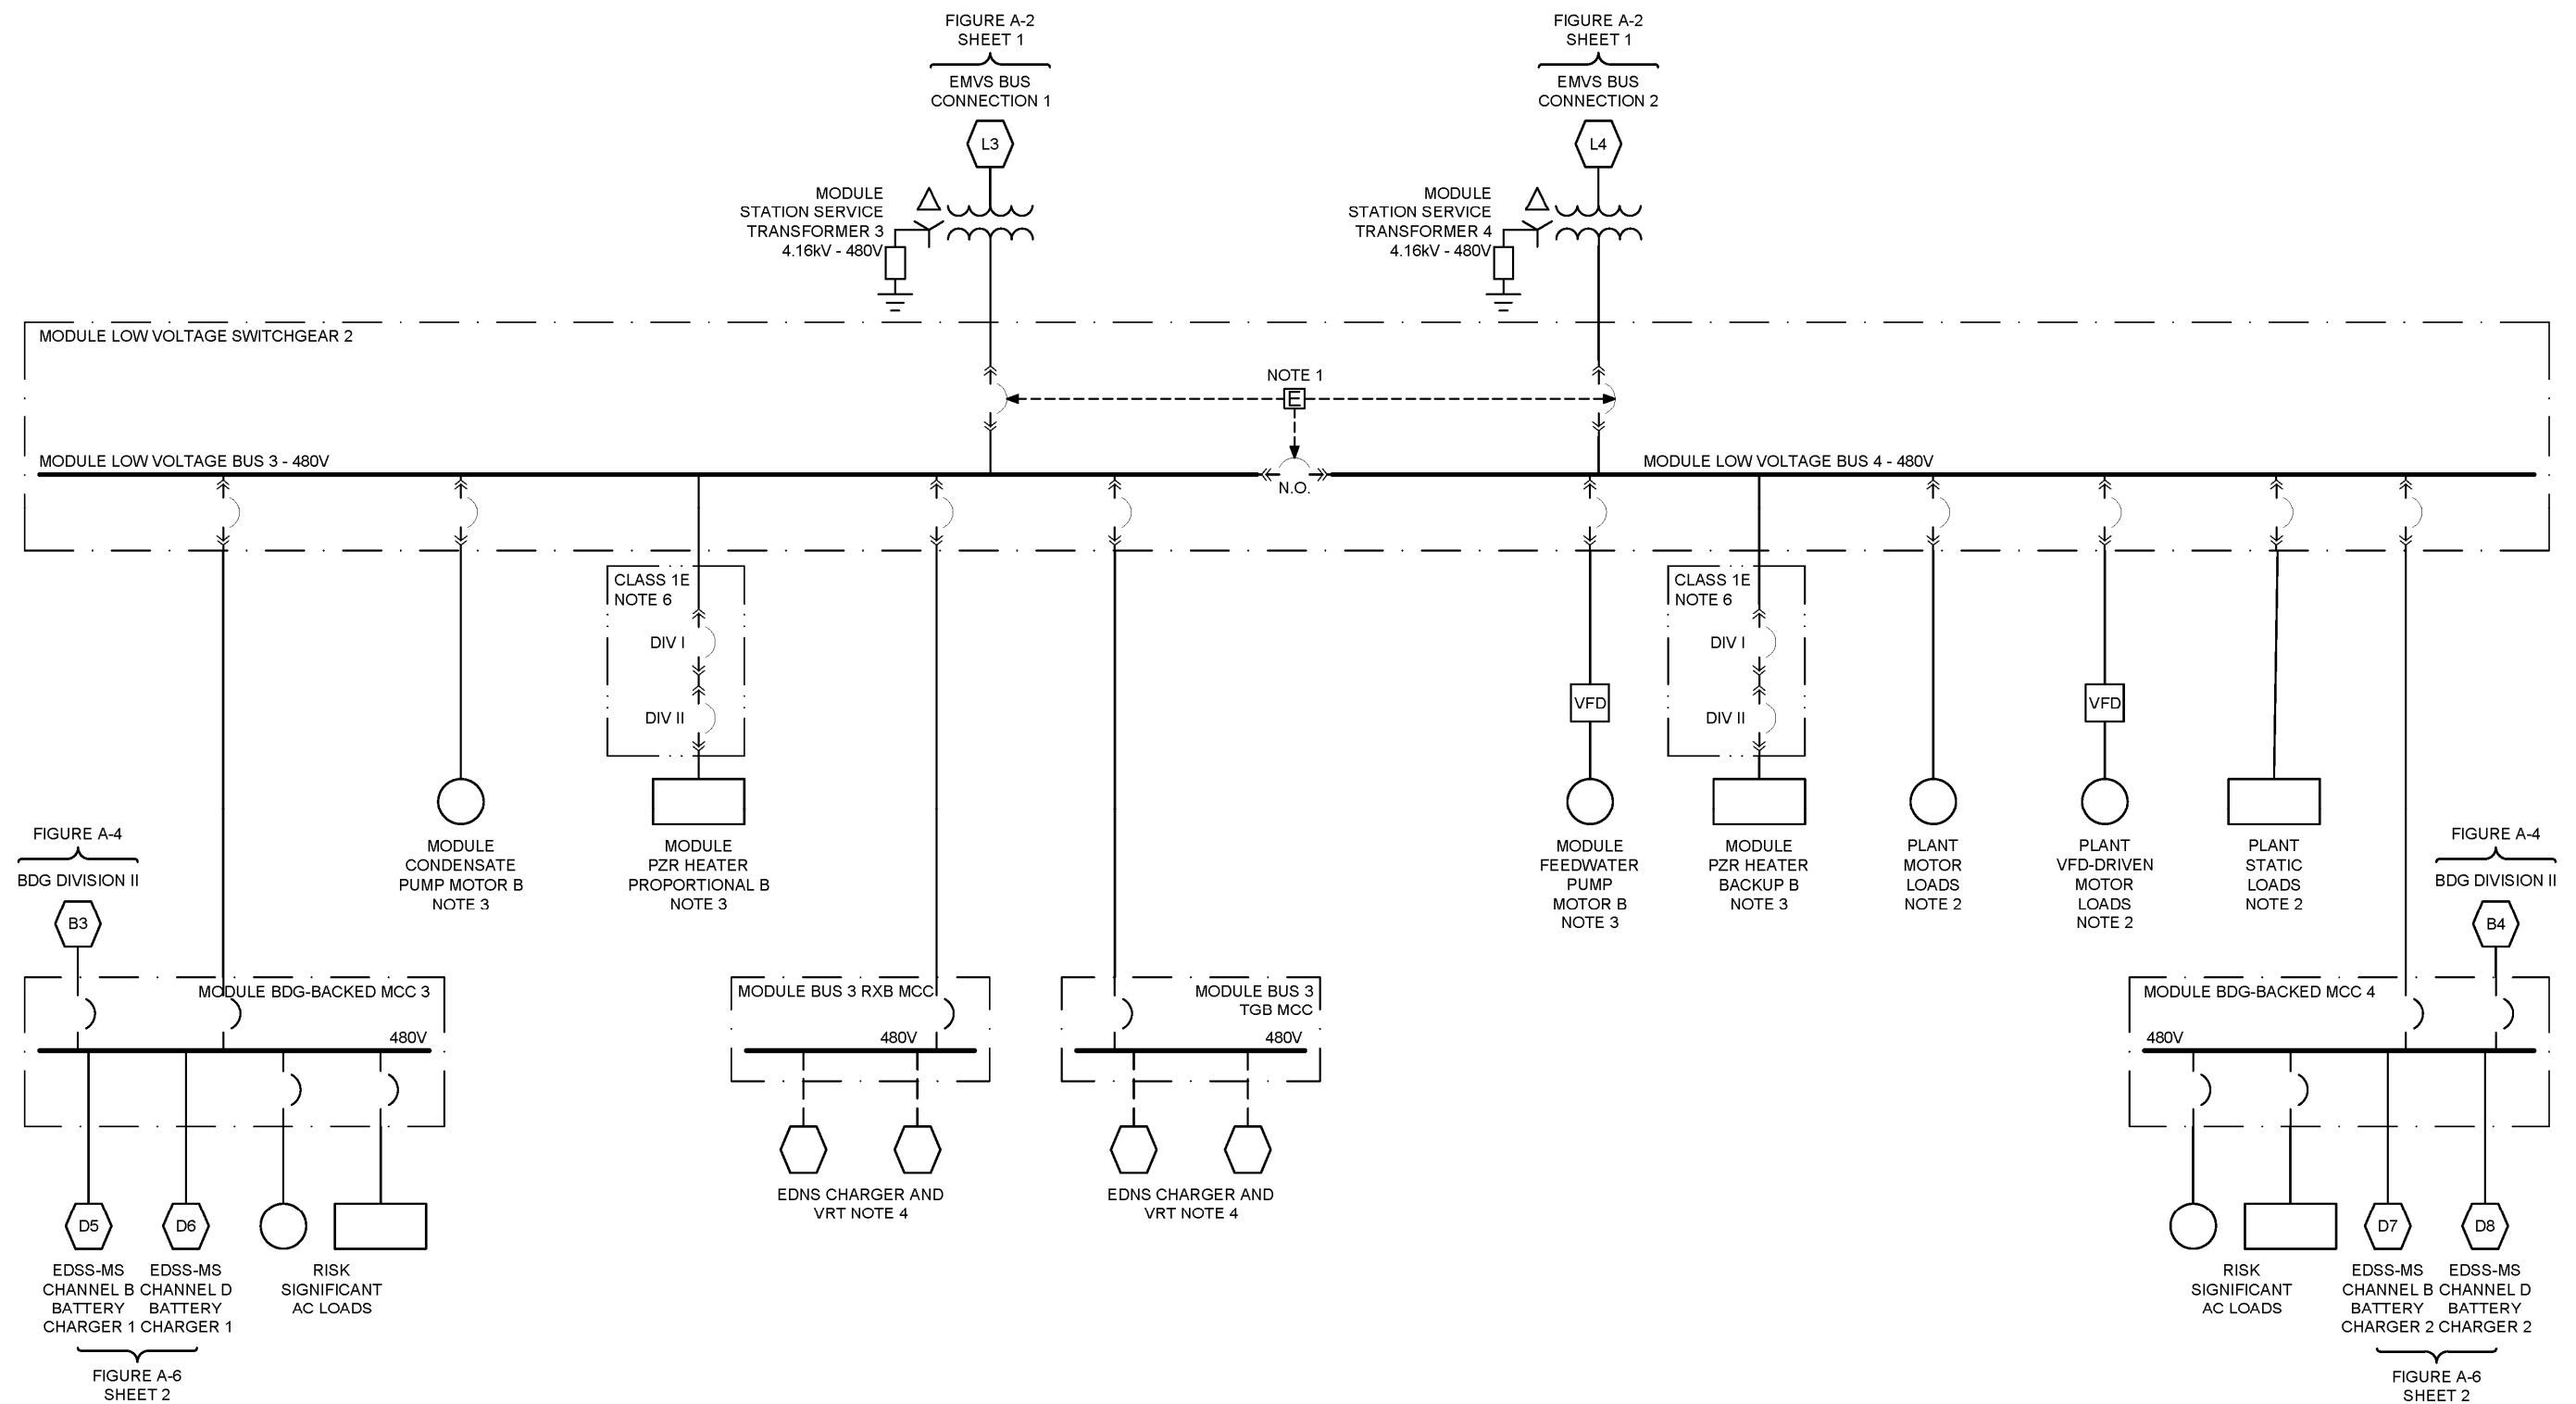 FIGURE A-2
SHEET 1
EMVS BUS
CONNECTION 1
L3
FIGURE A-2
SHEET 1
EMVS BUS
CONNECTION 2
L4
MODULE
STATION SERVICE
TRANSFORMER 3
4.16kV - 480V
MODULE
STATION SERVICE
TRANSFORMER 4
4.16kV - 480V
MODULE LOW VOLTAGE SWITCHGEAR 2
NOTE 1
E
MODULE LOW VOLTAGE BUS 3 - 480V
MODULE LOW VOLTAGE BUS 4 - 480V
N.O.
CLASS 1E
NOTE 6
DIV I
DIV II
CLASS 1E
NOTE 6
DIV I
DIV II
VFD
VFD
MODULE
CONDENSATE
PUMP MOTOR B
NOTE 3
MODULE
PZR HEATER
PROPORTIONAL B
NOTE 3
MODULE
FEEDWATER
PUMP
MOTOR B
NOTE 3
MODULE
PZR HEATER
BACKUP B
NOTE 3
PLANT
MOTOR
LOADS
NOTE 2
PLANT
VFD-DRIVEN
MOTOR
LOADS
NOTE 2
PLANT
STATIC
LOADS
NOTE 2
FIGURE A-4
BDG DIVISION II
B3
FIGURE A-4
BDG DIVISION II
B4
MODULE BDG-BACKED MCC 3
480V
MODULE BUS 3 RXB MCC
480V
MODULE BUS 3
TGB MCC
480V
MODULE BDG-BACKED MCC 4
480V
EDNS CHARGER AND
VRT NOTE 4
EDNS CHARGER AND
VRT NOTE 4
D5
D6
EDSS-MS
CHANNEL B
BATTERY
CHARGER 1
EDSS-MS
CHANNEL D
BATTERY
CHARGER 1
RISK
SIGNIFICANT
AC LOADS
FIGURE A-6
SHEET 2
D7
D8
RISK
SIGNIFICANT
AC LOADS
EDSS-MS
CHANNEL B
BATTERY
CHARGER 2
EDSS-MS
CHANNEL D
BATTERY
CHARGER 2
FIGURE A-6
SHEET 2